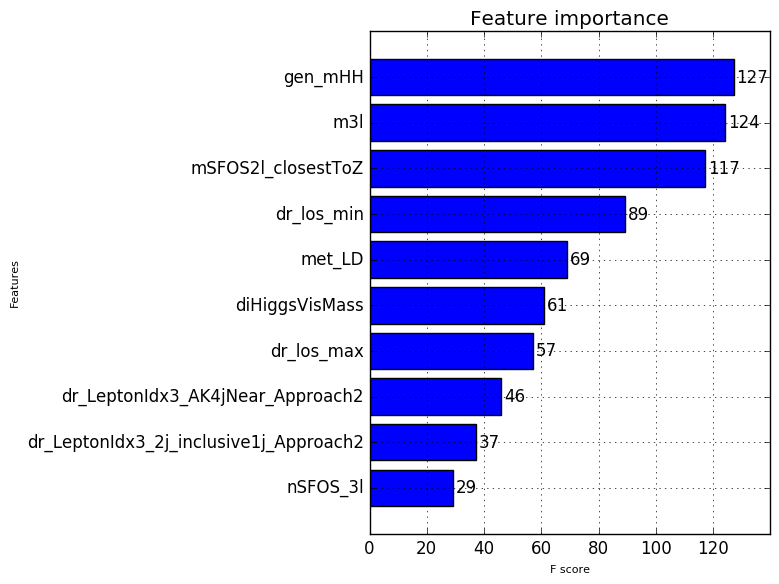 Feature importance
gen_mHH 127
m3l 124
mSFOS2l_closestToZ 117
dr_los_min 89
met_LD 69
diHiggsVisMass 61
dr_los_max 57
dr_LeptonIdx3_AK4jNear_Approach2 46
dr_LeptonIdx3_2j_inclusive1j_Approach2 37
nSFOS_3l 29
Features
0 20 40 60 80 100 120
F score